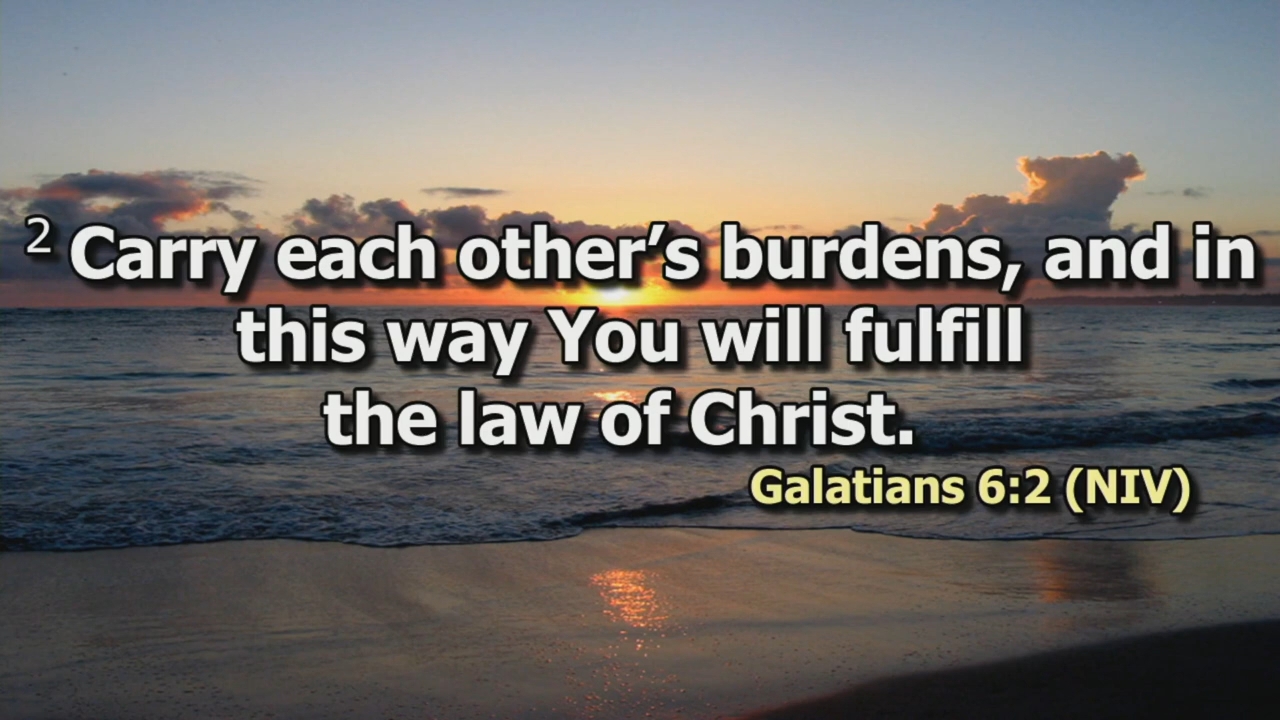 2 Carry each other’s burdens, and in
this way You will fulfill
the law of Christ.
Galatians 6:2 (NIV)